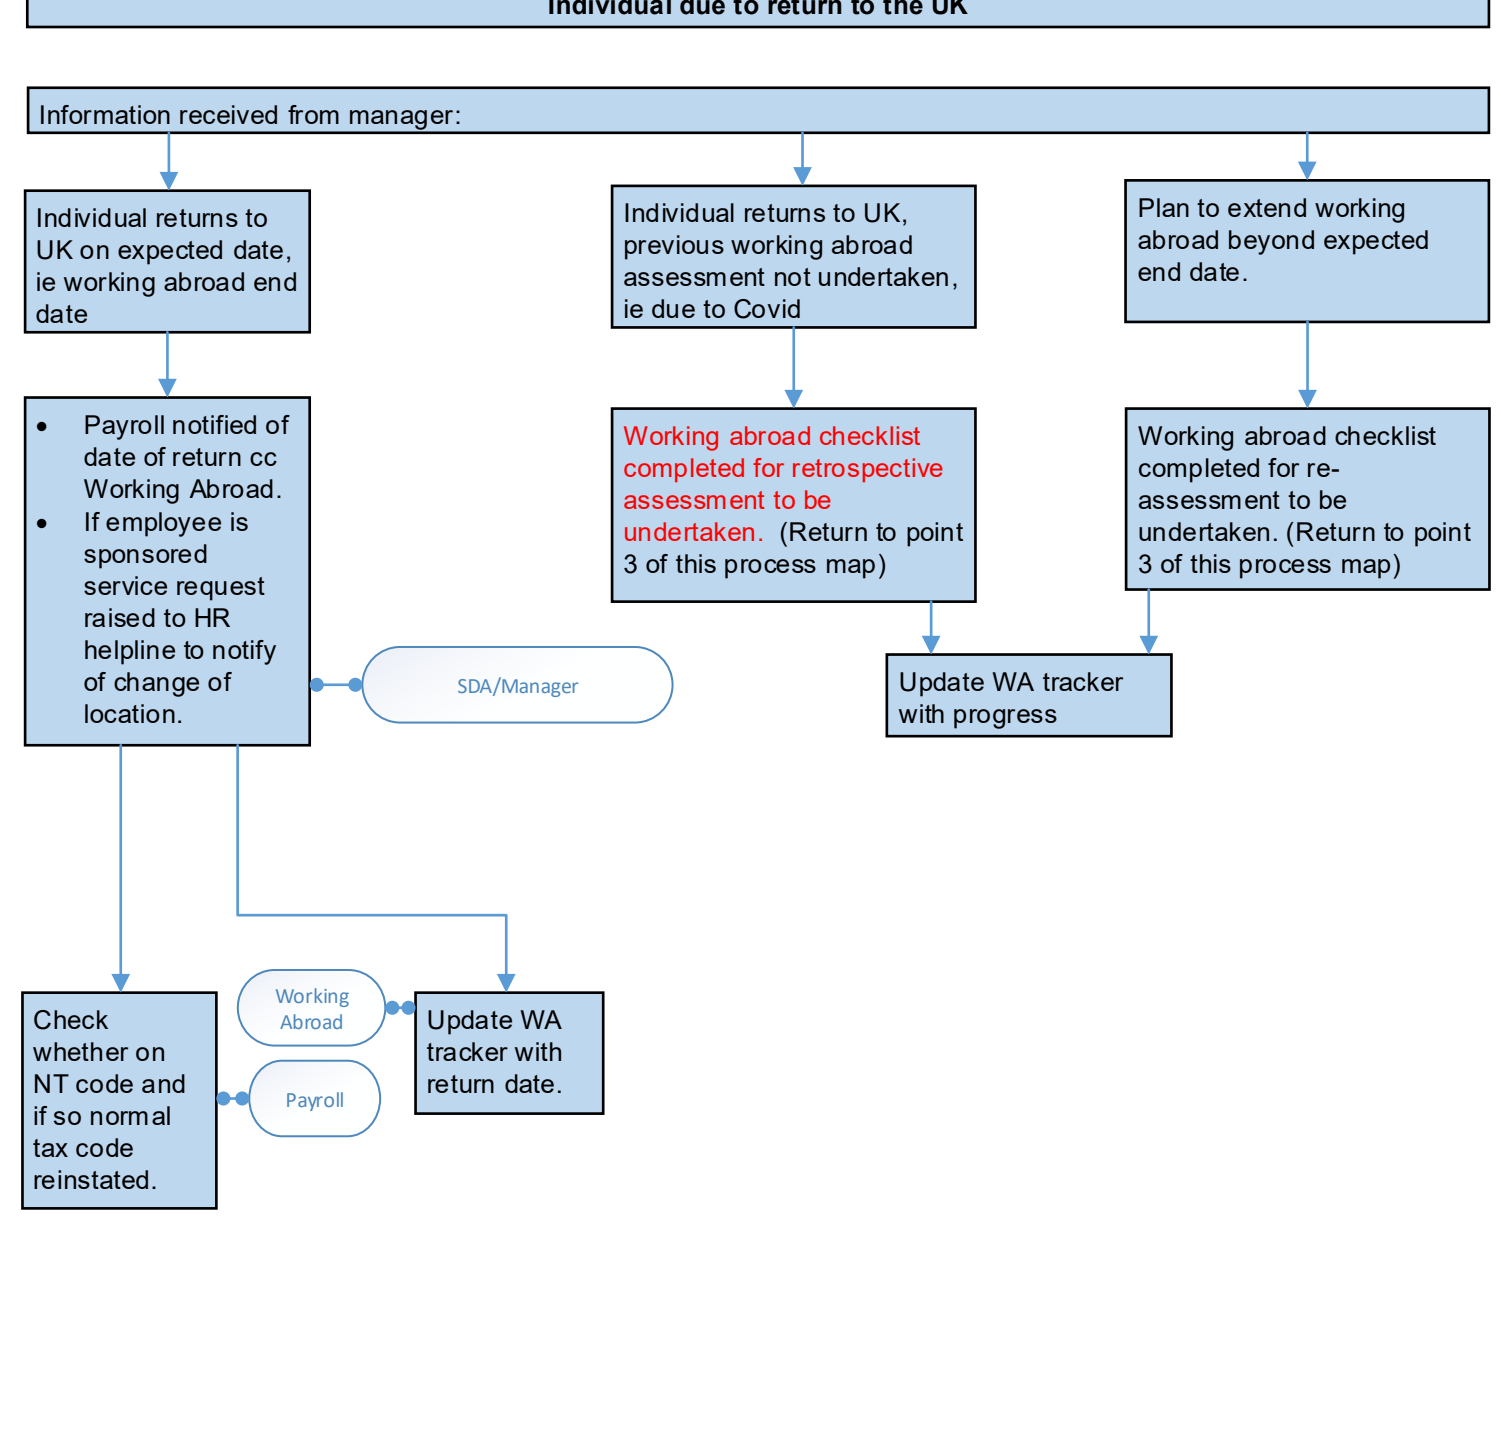 Individual due to return to the UK
Information received from manager:
Individual returns to
UK on expected date,
ie working abroad end
date
Individual returns to UK,
previous working abroad
assessment not undertaken,
ie due to Covid
Plan to extend working
abroad beyond expected
end date.
• Payroll notified of
date of return cc
Working Abroad.
• If employee is
sponsored
service request
raised to HR
helpline to notify
of change of
location.
SDA/Manager
Working abroad checklist
completed for retrospective
assessment to be
undertaken.  (Return to point
3 of this process map)
Working abroad checklist
completed for re-
assessment to be
undertaken. (Return to point
3 of this process map)
Update WA tracker
with progress
Check
whether on
NT code and
if so normal
tax code
reinstated.
Working
Abroad
Payroll
Update WA
tracker with
return date.